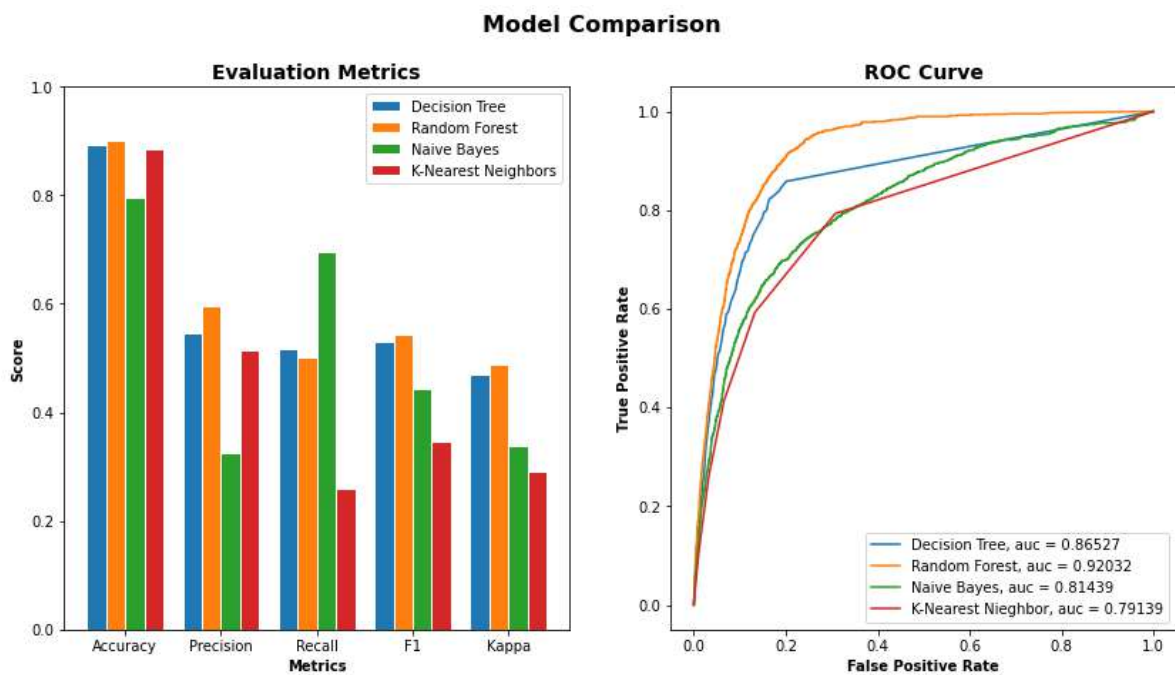 Model Comparison
Evaluation Metrics
1.0
0.8
0.6
0.4
0.2
0.0
Score
Decision Tree
Random Forest
Naive Bayes
K-Nearest Neighbors
Accuracy Precision Recall F1 Kappa
Metrics
ROC Curve
1.0
0.8
0.6
0.4
0.2
0.0
True Positive Rate
Decision Tree, auc = 0.86527
Random Forest, auc = 0.92032
Naive Bayes, auc = 0.81439
K-Nearest Nieghbor, auc = 0.79139
0.0 0.2 0.4 0.6 0.8 1.0
False Positive Rate